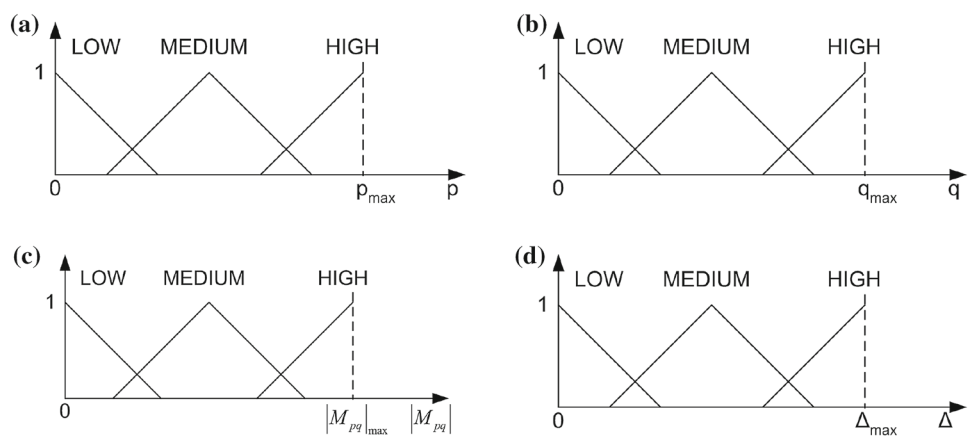 (a)
LOW MEDIUM HIGH
1
0 p_max p
(b)
LOW MEDIUM HIGH
1
0 q_max q
(c)
LOW MEDIUM HIGH
1
0 |M_pq|_max |M_pq|
(d)
LOW MEDIUM HIGH
1
0 Δ_max Δ